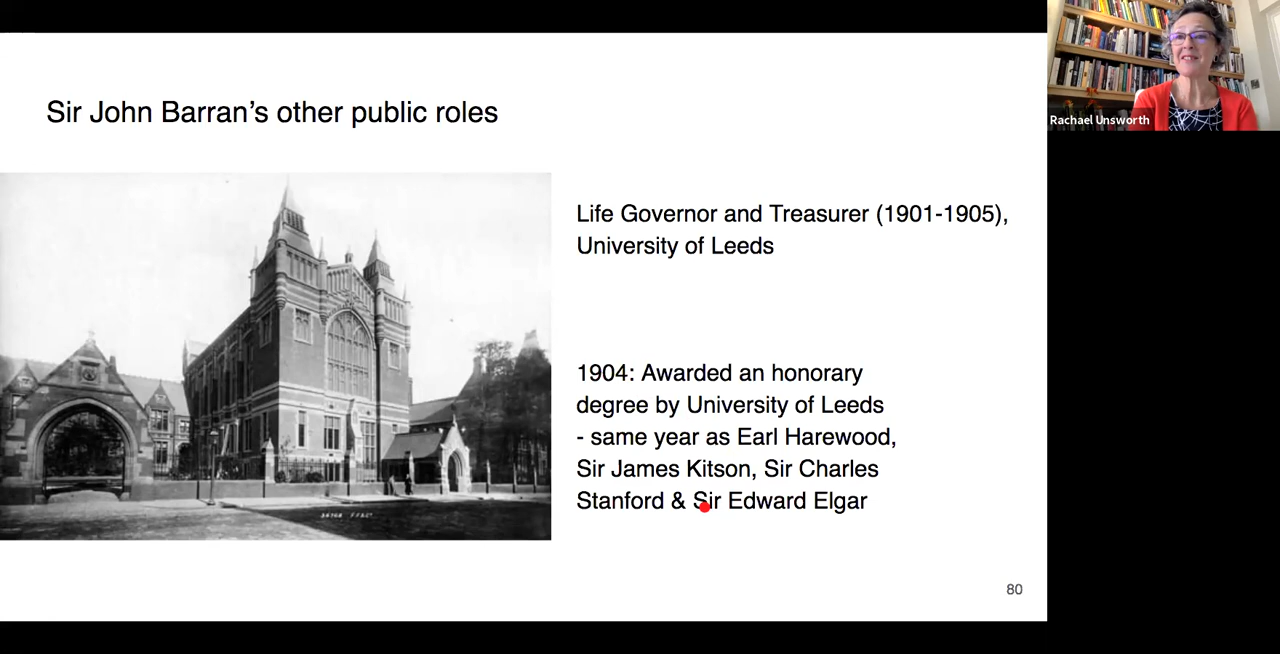 Sir John Barran’s other public roles
Life Governor and Treasurer (1901-1905),
University of Leeds
1904: Awarded an honorary
degree by University of Leeds
- same year as Earl Harewood,
Sir James Kitson, Sir Charles
Stanford & Sir Edward Elgar
80
Rachael Unsworth